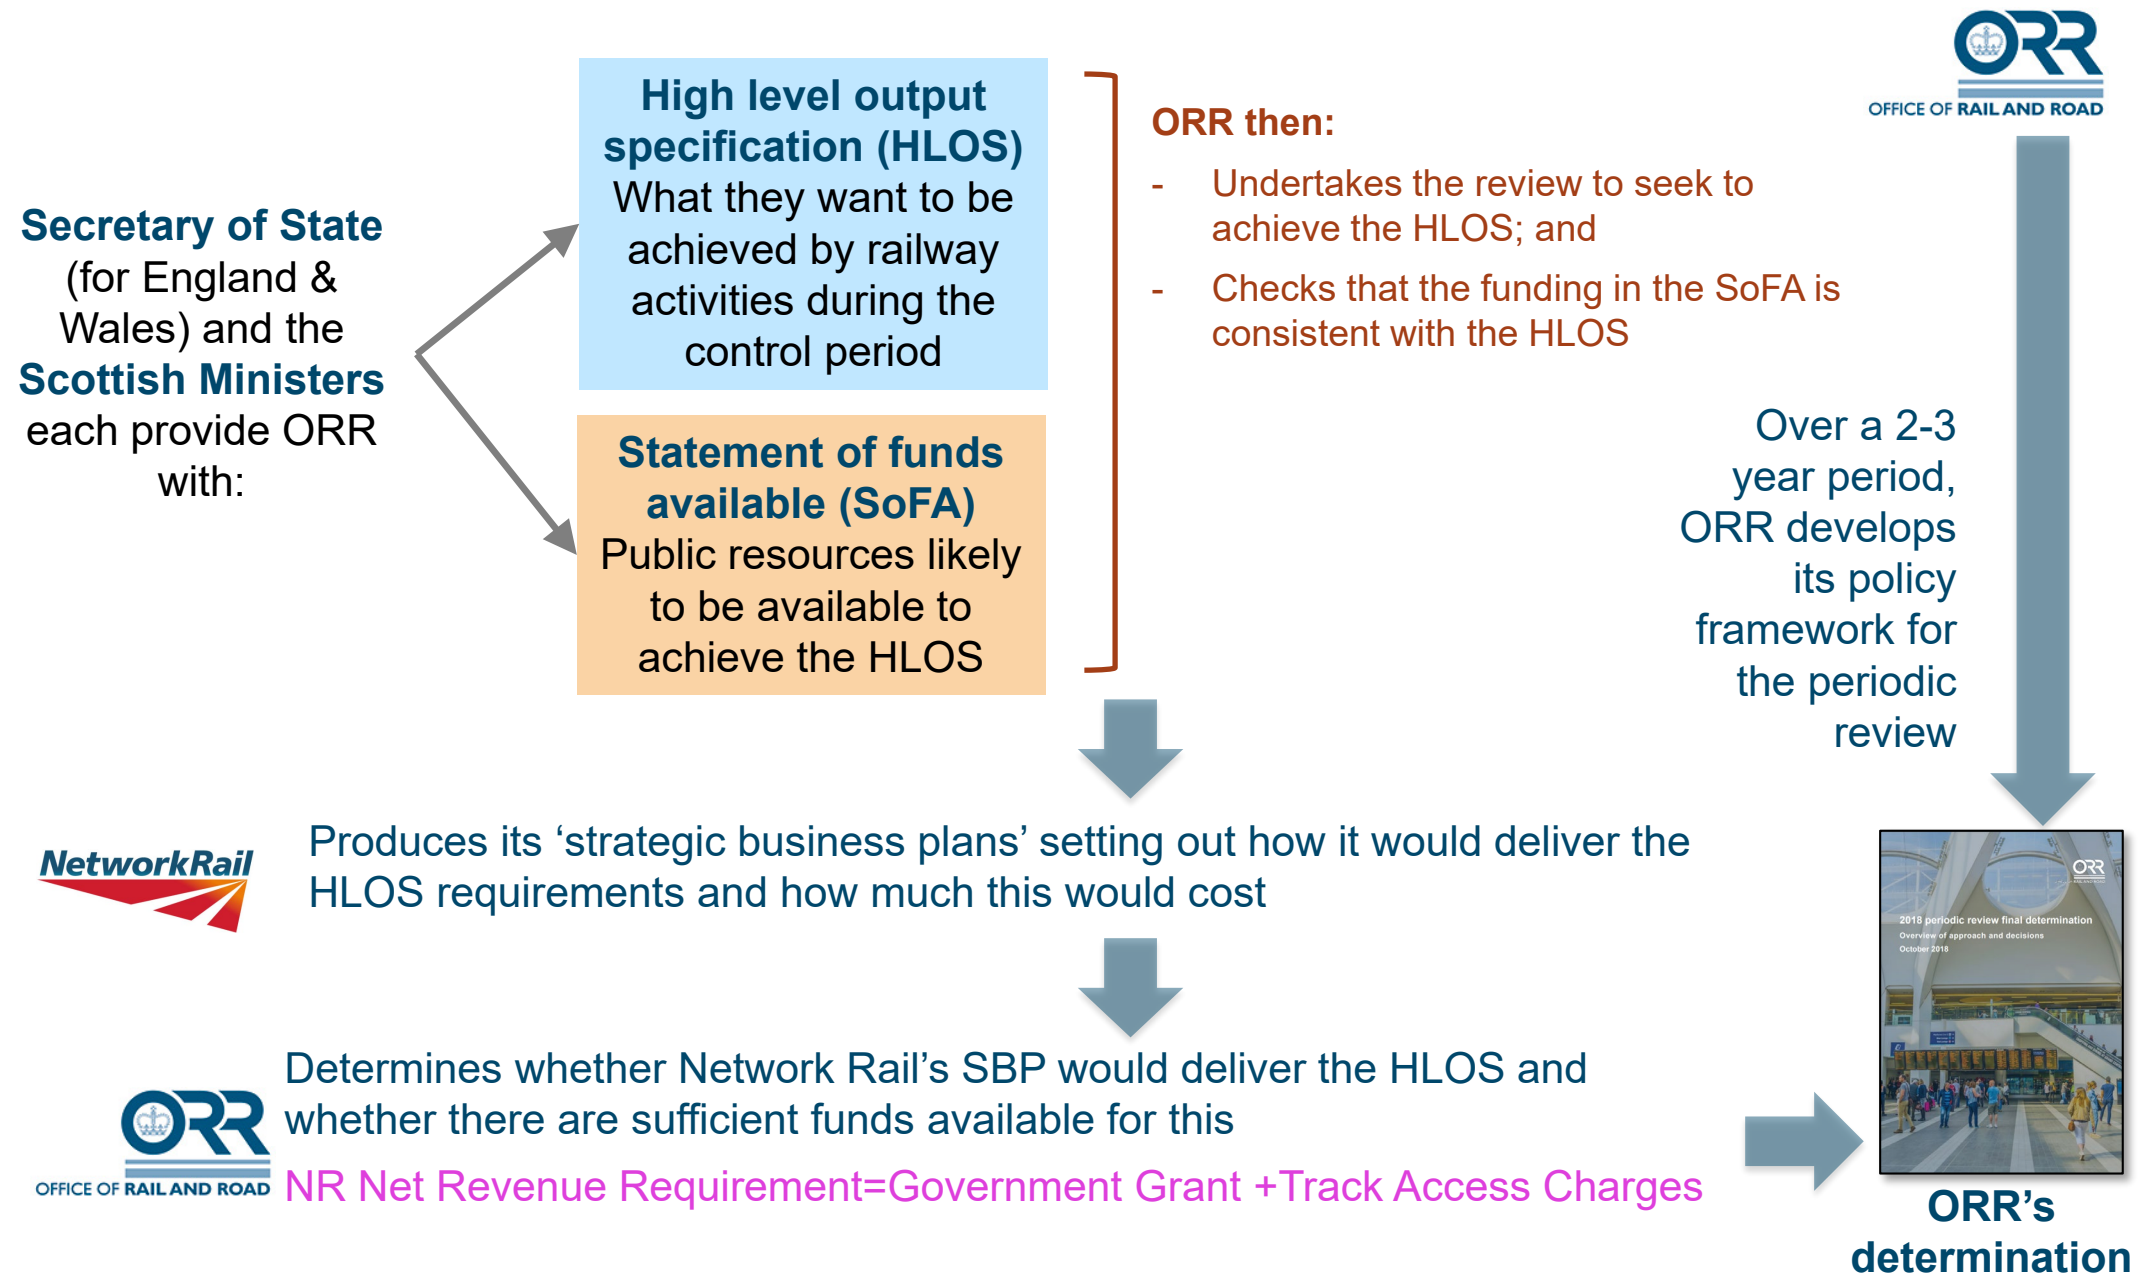 ORR
OFFICE OF RAIL AND ROAD
Secretary of State
(for England &
Wales) and the
Scottish Ministers
each provide ORR
with:
High level output
specification (HLOS)
What they want to be
achieved by railway
activities during the
control period
Statement of funds
available (SoFA)
Public resources likely
to be available to
achieve the HLOS
ORR then:
- Undertakes the review to seek to
achieve the HLOS; and
- Checks that the funding in the SoFA is
consistent with the HLOS
Over a 2-3
year period,
ORR develops
its policy
framework for
the periodic
review
NetworkRail
Produces its ‘strategic business plans’ setting out how it would deliver the
HLOS requirements and how much this would cost
ORR
OFFICE OF RAIL AND ROAD
Determines whether Network Rail’s SBP would deliver the HLOS and
whether there are sufficient funds available for this
NR Net Revenue Requirement=Government Grant +Track Access Charges
ORR
2018 periodic review final determination
Overview of approach and decisions
October 2018
ORR’s
determination